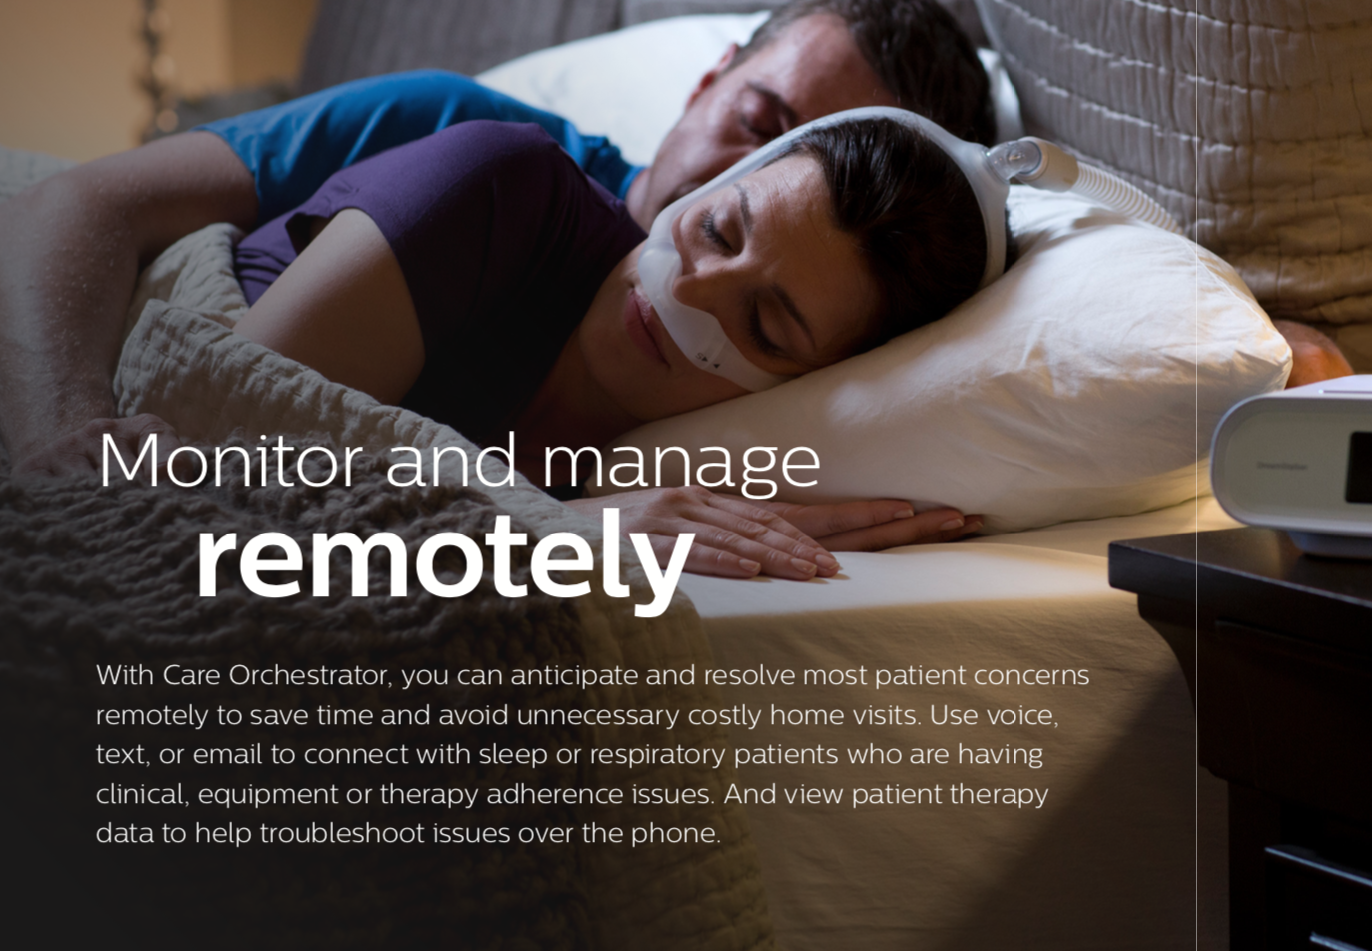 Monitor and manage
remotely
With Care Orchestrator, you can anticipate and resolve most patient concerns
remotely to save time and avoid unnecessary costly home visits. Use voice,
text, or email to connect with sleep or respiratory patients who are having
clinical, equipment or therapy adherence issues. And view patient therapy
data to help troubleshoot issues over the phone.